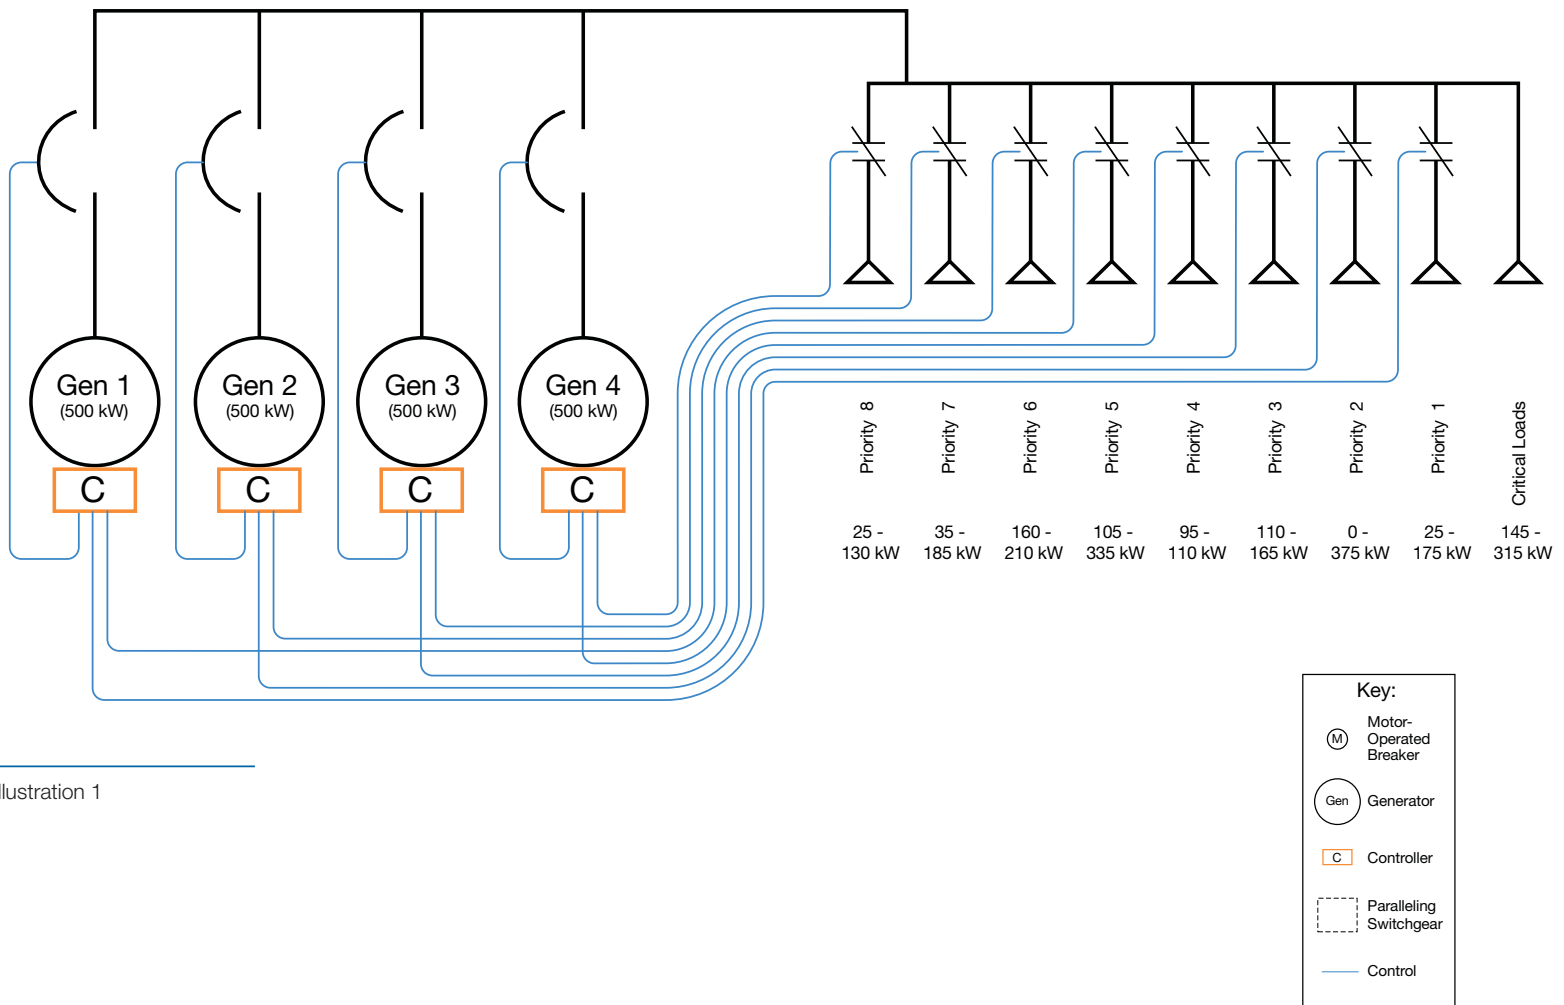 Gen 1
(500 kW)
Gen 2
(500 kW)
Gen 3
(500 kW)
Gen 4
(500 kW)
C
C
C
C
Priority 8
Priority 7
Priority 6
Priority 5
Priority 4
Priority 3
Priority 2
Priority 1
Critical Loads
25 -
130 kW
35 -
185 kW
160 -
210 kW
105 -
335 kW
95 -
110 kW
110 -
165 kW
0 -
375 kW
25 -
175 kW
145 -
315 kW
llustration 1
Key:
M
Motor-
Operated
Breaker
Gen
Generator
C
Controller
Paralleling
Switchgear
Control